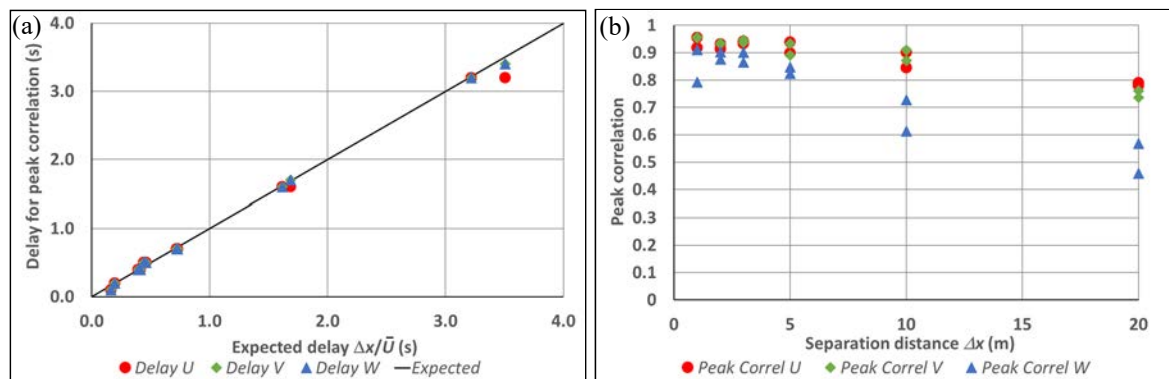 (a)
Delay for peak correlation (s)
4.0
3.0
2.0
1.0
0.0
0.0 1.0 2.0 3.0 4.0
Expected delay Δx/Ū (s)
Delay U Delay V Delay W Expected
(b)
Peak correlation
1
0.9
0.8
0.7
0.6
0.5
0.4
0.3
0.2
0.1
0
0 5 10 15 20
Separation distance Δx (m)
Peak Correl U Peak Correl V Peak Correl W